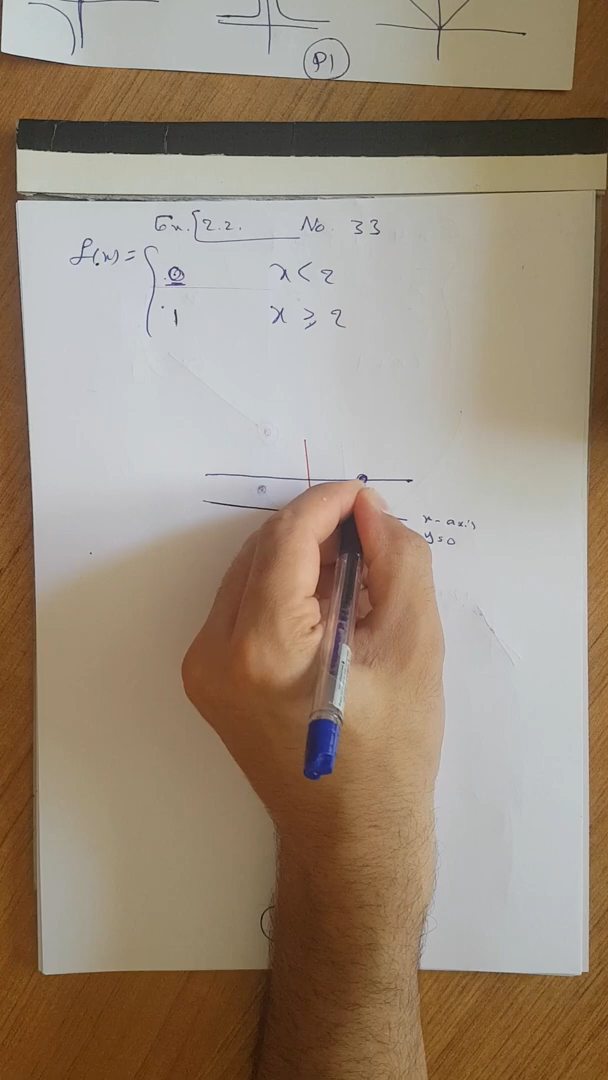 P1
Ex. 2.2. No. 33
f(x) = { 0 x < 2
1 x ≥ 2
x-axis
y=0